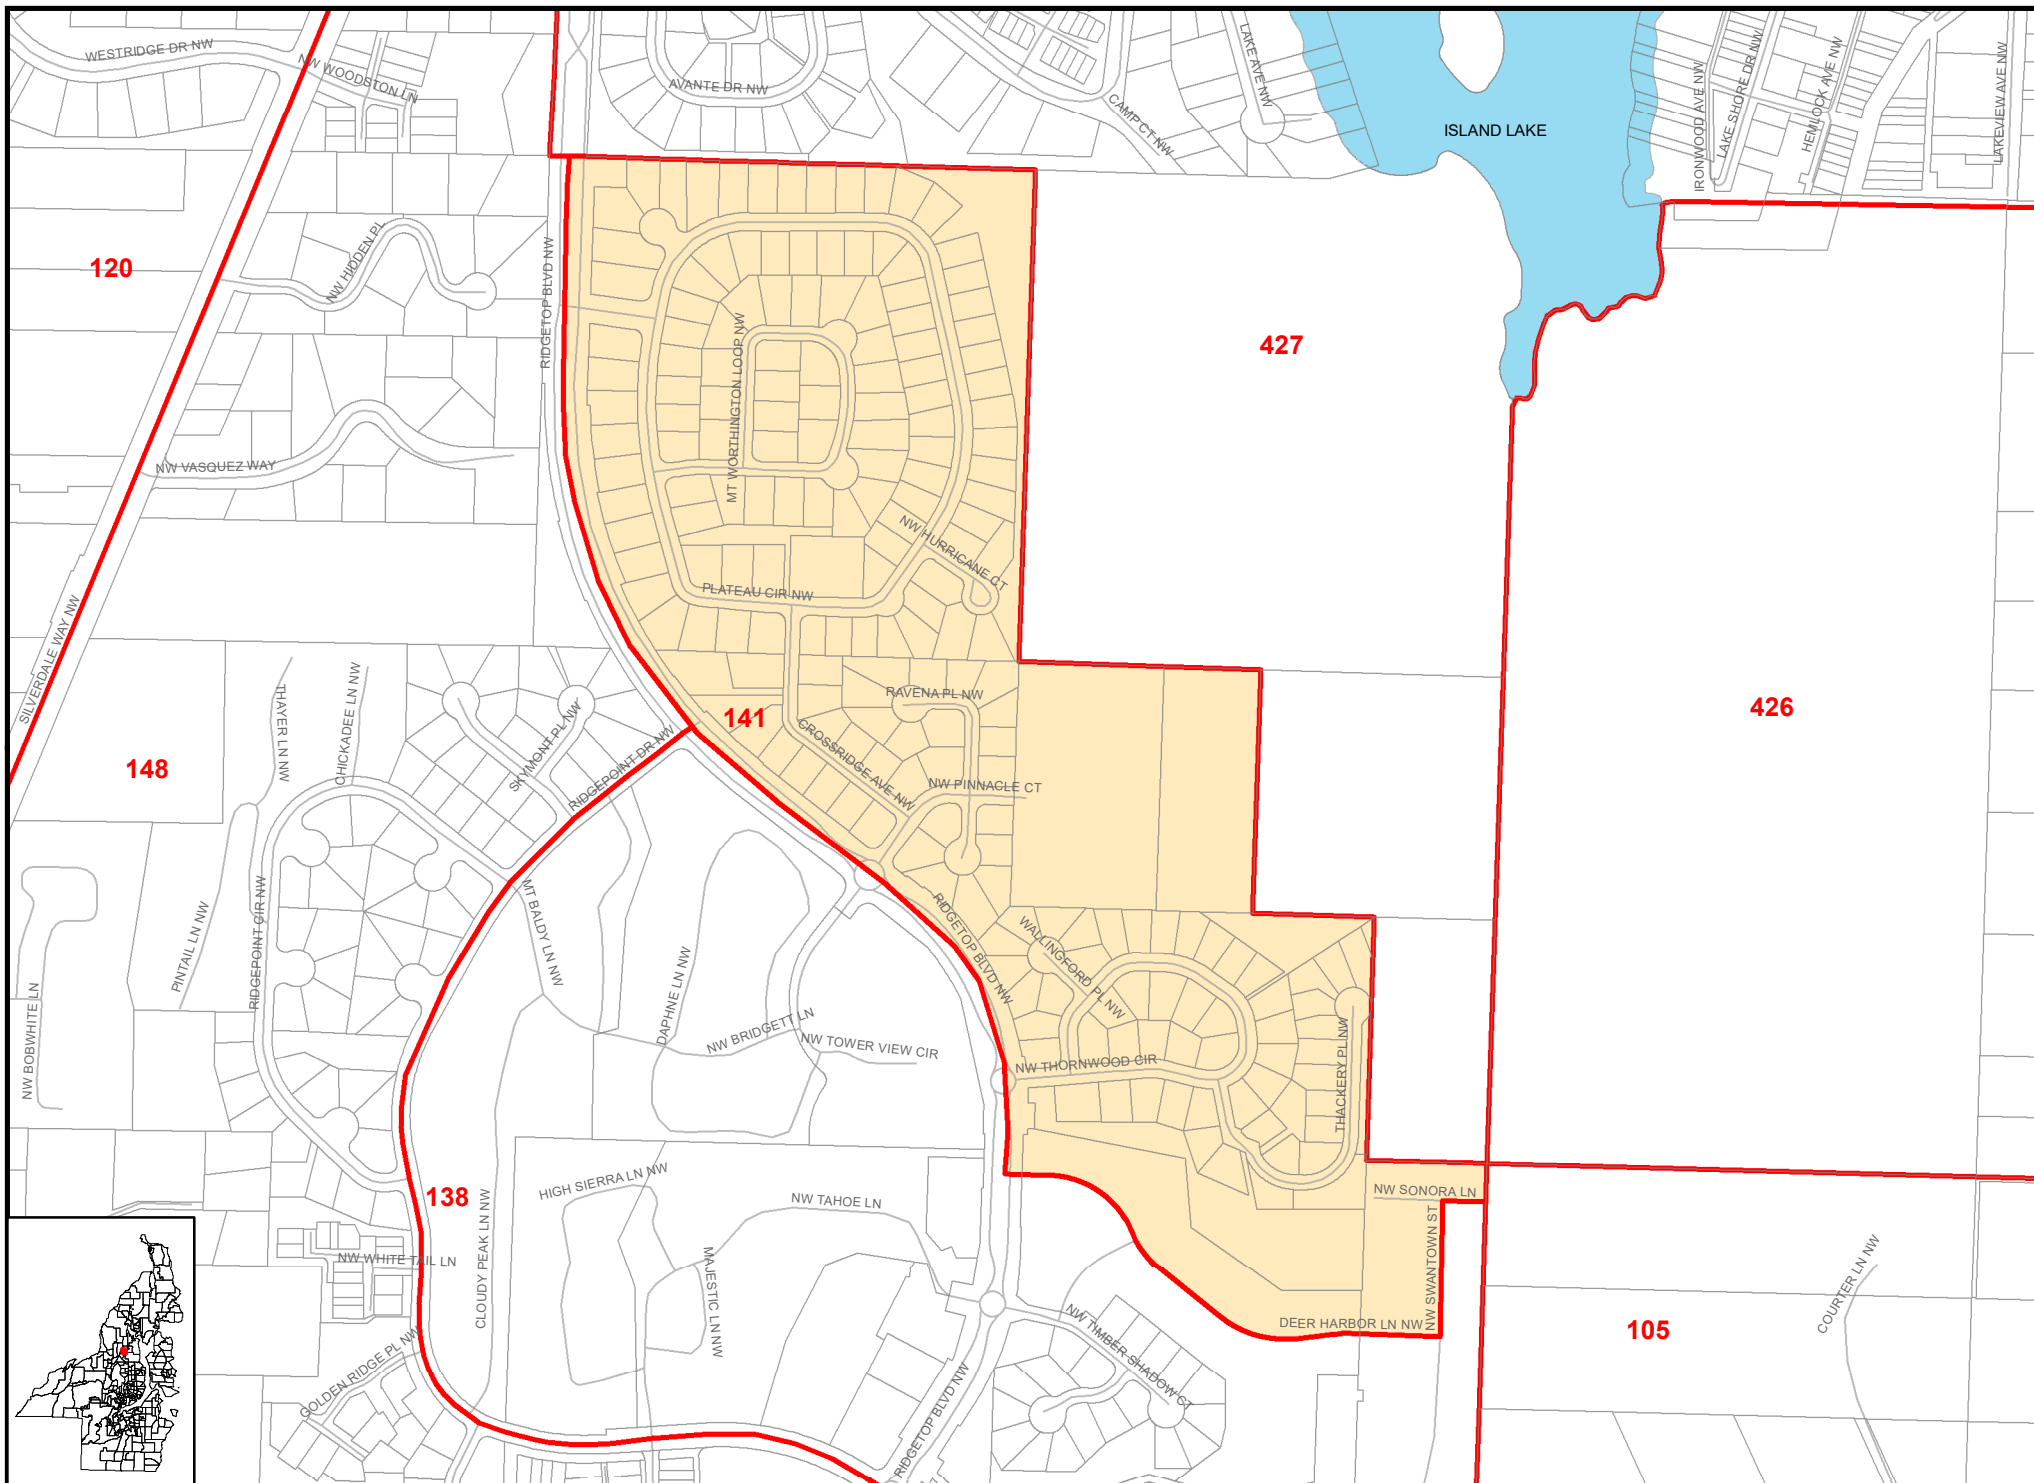 WESTRIDGE DR NW
NW WOODSTON LN
AVANTE DR NW
LAKE AVE NW
CAMP CT NW
ISLAND LAKE
IRONWOOD AVE NW
LAKE SHORE DR NW
HEMLOCK AVE NW
LAKEVIEW AVE NW
120
NW HIDDEN PL
RIDGETOP BLVD NW
427
MT WORTHINGTON LOOP NW
NW VASQUEZ WAY
NW HURRICANE CT
PLATEAU CIR NW
SILVERDALE WAY NW
THAYER LN NW
CHICKADEE LN NW
SKYMONT PL NW
RAVENA PL NW
141
426
148
RIDGEPOINT DR NW
CROSSRIDGE AVE NW
NW PINNACLE CT
PINTAIL LN NW
RIDGEPOINT CIR NW
MT BALDY LN NW
RIDGETOP BLVD NW
WALLINGFORD PL NW
NW BOBWHITE LN
DAPHNE LN NW
NW BRIDGETT LN
NW TOWER VIEW CIR
NW THORNWOOD CIR
THACKERY PL NW
138
CLOUDY PEAK LN NW
HIGH SIERRA LN NW
NW TAHOE LN
NW SONORA LN
NW SWANTOWN ST
NW WHITE TAIL LN
MAJESTIC LN NW
NW TIMBER SHADOW CT
DEER HARBOR LN NW
105
COURTER LN NW
GOLDEN RIDGE PL NW
RIDGETOP BLVD NW